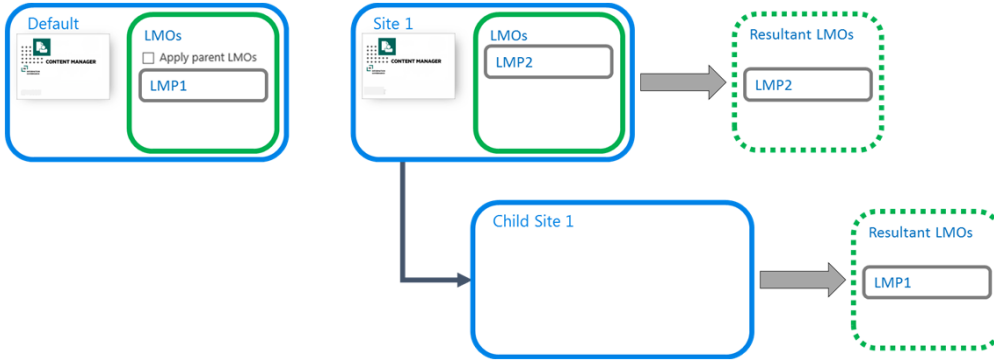 Default
CONTENT MANAGER
LMOs
Apply parent LMOs
LMP1
Site 1
CONTENT MANAGER
LMOs
LMP2
Resultant LMOs
LMP2
Child Site 1
Resultant LMOs
LMP1